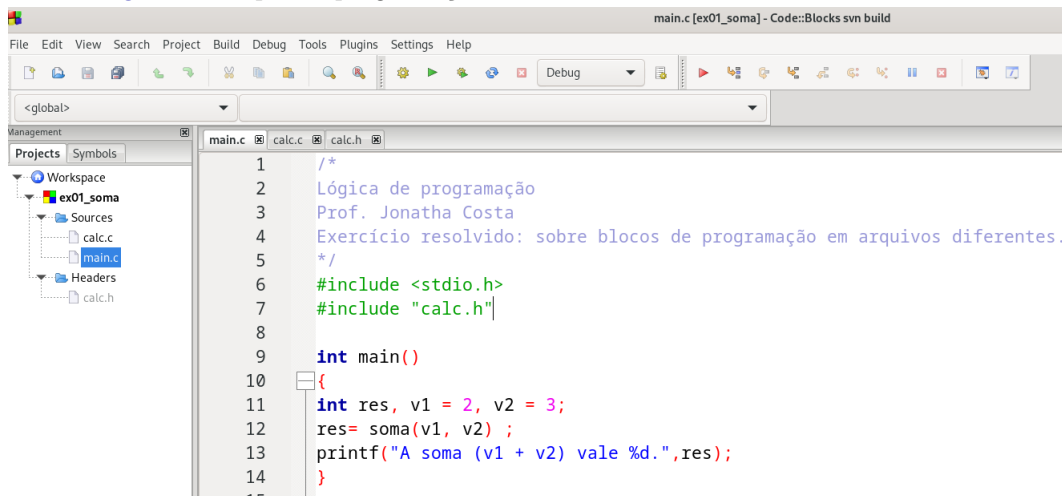 main.c [ex01_soma] - Code::Blocks svn build
File Edit View Search Project Build Debug Tools Plugins Settings Help
Debug
<global>
Management
main.c calc.c calc.h
Projects Symbols
Workspace
ex01_soma
Sources
calc.c
main.c
Headers
calc.h
1 /*
2 Lógica de programação
3 Prof. Jonatha Costa
4 Exercício resolvido: sobre blocos de programação em arquivos diferentes.
5 */
6 #include <stdio.h>
7 #include "calc.h"
8
9 int main()
10 {
11 int res, v1 = 2, v2 = 3;
12 res= soma(v1, v2) ;
13 printf("A soma (v1 + v2) vale %d.",res);
14 }